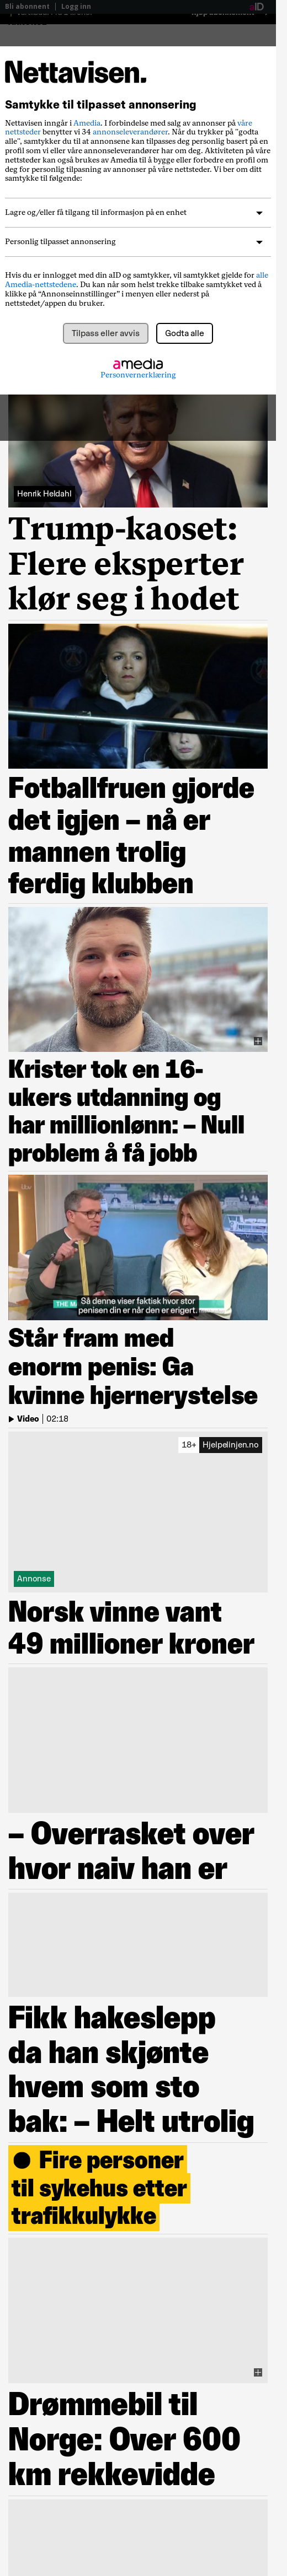 Bli abonnent | Logg inn
aID
Nettavisen.
Samtykke til tilpasset annonsering
Nettavisen inngår i Amedia. I forbindelse med salg av annonser på våre
nettsteder benytter vi 34 annonseleverandører. Når du trykker på "godta
alle", samtykker du til at annonsene kan tilpasses deg personlig basert på en
profil vi og/eller våre annonseleverandører har om deg. Aktiviteten på våre
nettsteder kan også brukes av Amedia til å bygge eller forbedre en profil om
deg for personlig tilpasning av annonser på våre nettsteder. Vi ber om ditt
samtykke til følgende:
Lagre og/eller få tilgang til informasjon på en enhet
Personlig tilpasset annonsering
Hvis du er innlogget med din aID og samtykker, vil samtykket gjelde for alle
Amedia-nettstedene. Du kan når som helst trekke tilbake samtykket ved å
klikke på “Annonseinnstillinger” i menyen eller nederst på
nettstedet/appen du bruker.
Tilpass eller avvis
Godta alle
amedia
Personvernerklæring
Henrik Heldahl
Trump-kaoset:
Flere eksperter
klør seg i hodet
Fotballfruen gjorde
det igjen – nå er
mannen trolig
ferdig klubben
Krister tok en 16-
ukers utdanning og
har millionlønn: – Null
problem å få jobb
itv
THE M
Så denne viser faktisk hvor stor
penisen din er når den er erigert.
Står fram med
enorm penis: Ga
kvinne hjernerystelse
Video | 02:18
18+ Hjelpelinjen.no
Annonse
Norsk vinne vant
49 millioner kroner
– Overrasket over
hvor naiv han er
Fikk hakeslepp
da han skjønte
hvem som sto
bak: – Helt utrolig
Fire personer
til sykehus etter
trafikkulykke
Drømmebil til
Norge: Over 600
km rekkevidde